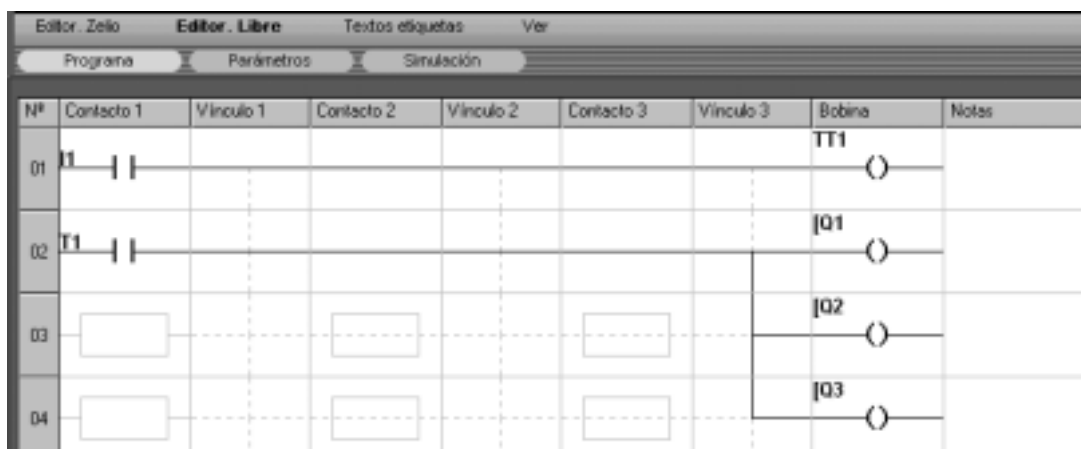 Editor. Zelio Editor. Libre Textos etiquetas Ver
Programa Parámetros Simulación
Nº Contacto 1 Vínculo 1 Contacto 2 Vínculo 2 Contacto 3 Vínculo 3 Bobina Notas
01 I1 TT1
02 T1 [Q1
03 [Q2
04 [Q3